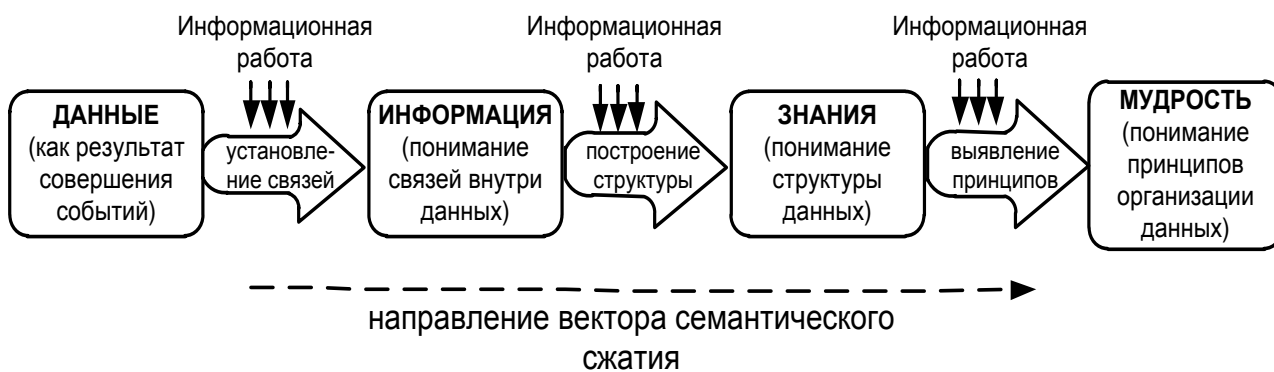 Информационная
работа
Информационная
работа
Информационная
работа
ДАННЫЕ
(как результат
совершения
событий)
установле-
ние связей
ИНФОРМАЦИЯ
(понимание
связей внутри
данных)
построение
структуры
ЗНАНИЯ
(понимание
структуры
данных)
выявление
принципов
МУДРОСТЬ
(понимание
принципов
организации
данных)
направление вектора семантического
сжатия